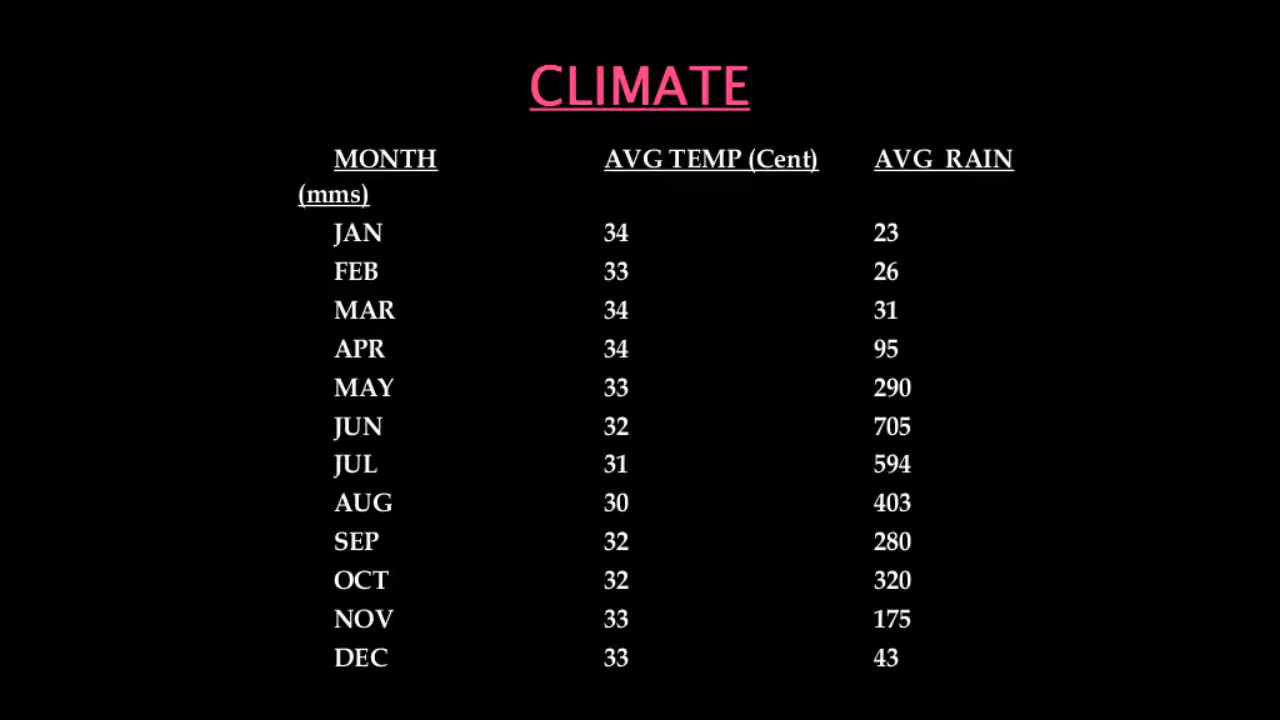 CLIMATE
MONTH AVG TEMP (Cent) AVG RAIN
(mms)
JAN 34 23
FEB 33 26
MAR 34 31
APR 34 95
MAY 33 290
JUN 32 705
JUL 31 594
AUG 30 403
SEP 32 280
OCT 32 320
NOV 33 175
DEC 33 43